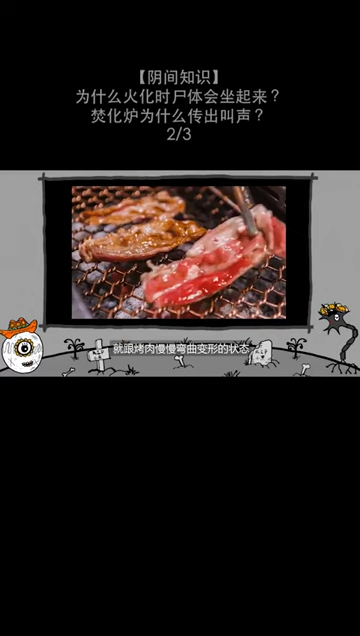 【阴间知识】
为什么火化时尸体会坐起来？
焚化炉为什么传出叫声？
2/3
就跟烤肉慢慢弯曲变形的状态